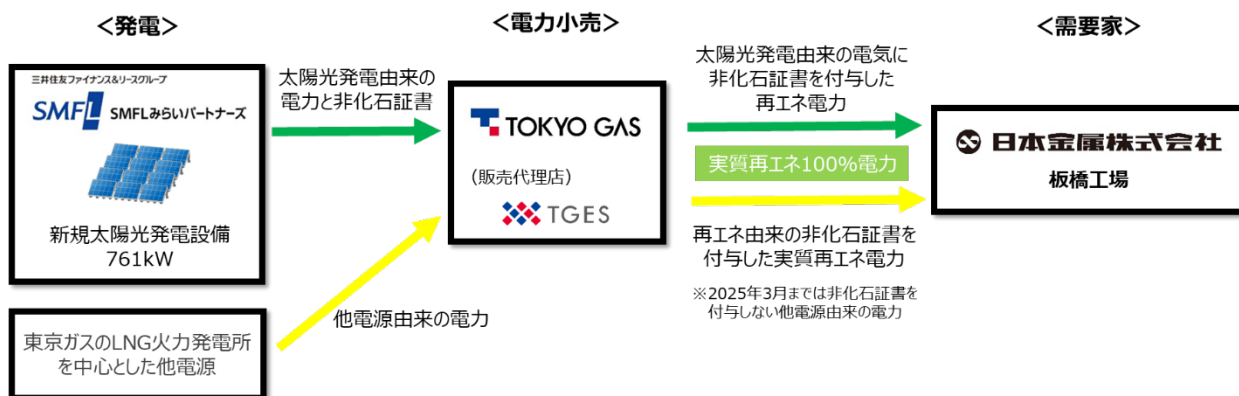 ＜発電＞
三井住友ファイナンス&リースグループ
SMFL SMFLみらいパートナーズ
新規太陽光発電設備
761kW
東京ガスのLNG火力発電所
を中心とした他電源
太陽光発電由来の
電力と非化石証書
他電源由来の電力
＜電力小売＞
TOKYO GAS
（販売代理店）
TGES
太陽光発電由来の電気に
非化石証書を付与した
再エネ電力
実質再エネ100%電力
再エネ由来の非化石証書を
付与した実質再エネ電力
※2025年3月までは非化石証書を
付与しない他電源由来の電力
＜需要家＞
日本金属株式会社
板橋工場